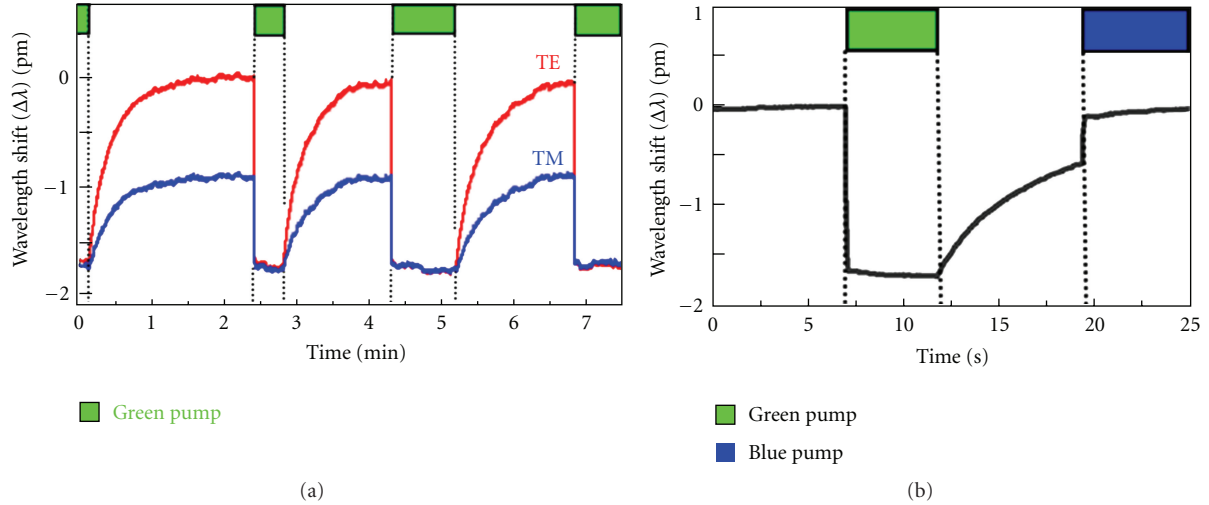 Wavelength shift (Δλ) (pm)
0
−1
−2
TE
TM
0 1 2 3 4 5 6 7
Time (min)
Green pump
(a)
Wavelength shift (Δλ) (pm)
1
0
−1
−2
0 5 10 15 20 25
Time (s)
Green pump
Blue pump
(b)